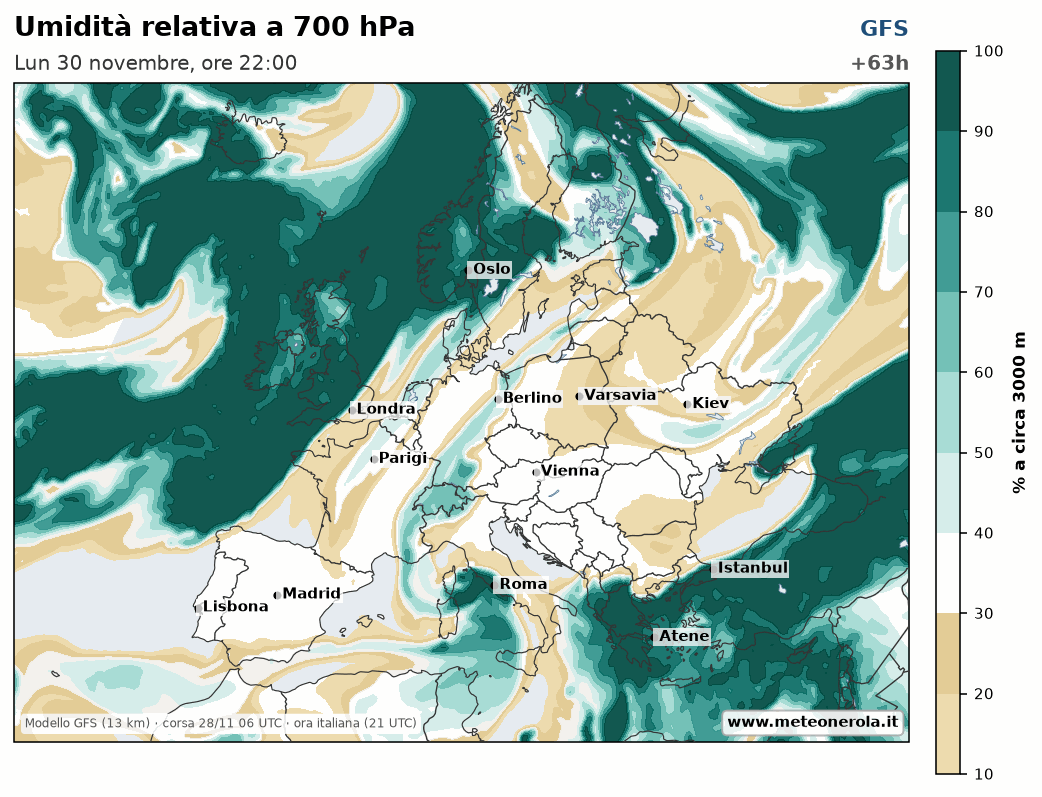 Umidità relativa a 700 hPa
GFS
Lun 30 novembre, ore 22:00
+63h
100
90
80
70
60
50
40
30
20
10
% a circa 3000 m
Oslo
Berlino
Varsavia
Kiev
Londra
Parigi
Vienna
Istanbul
Roma
Madrid
Lisbona
Atene
Modello GFS (13 km) · corsa 28/11 06 UTC · ora italiana (21 UTC)
www.meteonerola.it